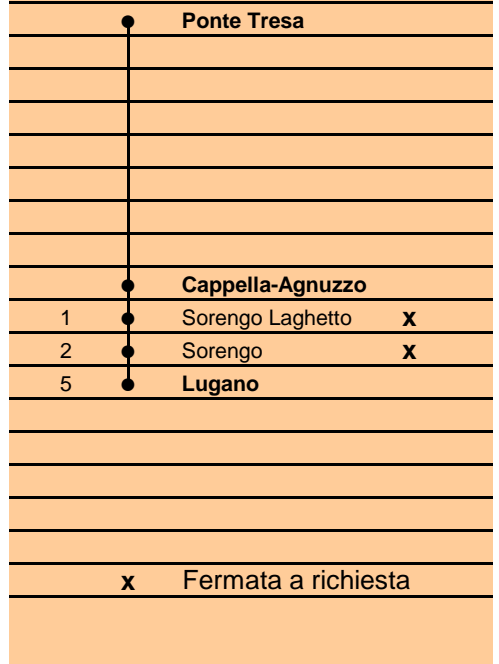 Ponte Tresa
Cappella-Agnuzzo
1 Sorengo Laghetto x
2 Sorengo x
5 Lugano
x Fermata a richiesta